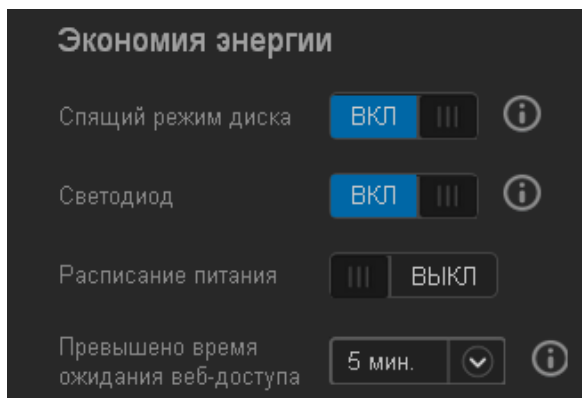 Экономия энергии
Спящий режим диска ВКЛ
Светодиод ВКЛ
Расписание питания ВЫКЛ
Превышено время
ожидания веб-доступа 5 мин.